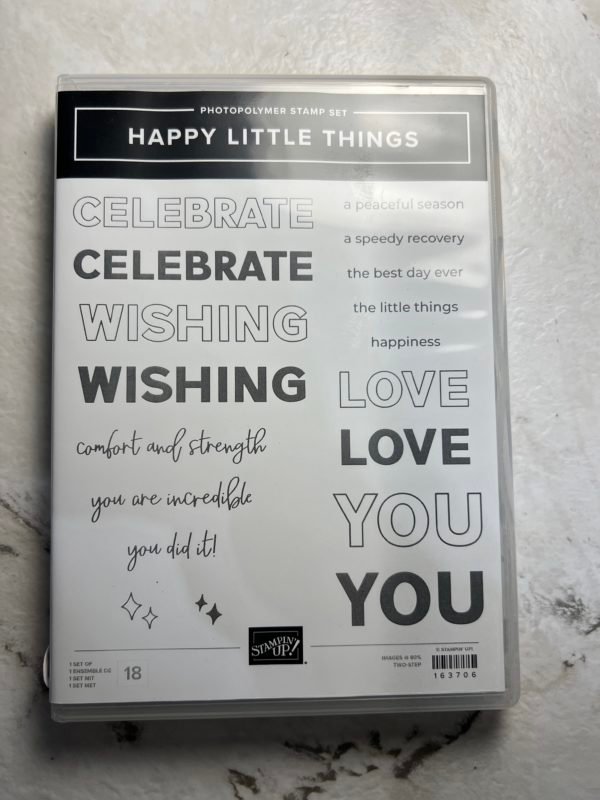 PHOTOPOLYMER STAMP SET
HAPPY LITTLE THINGS
CELEBRATE
CELEBRATE
WISHING
WISHING
comfort and strength
you are incredible
you did it!
a peaceful season
a speedy recovery
the best day ever
the little things
happiness
LOVE
LOVE
YOU
YOU
STAMPIN' UP!
1 SET OF
1 ENSEMBLE DE
1 SET MIT
1 SET MET
18
IMAGES @ 80%
TWO-STEP
© STAMPIN' UP!
163706